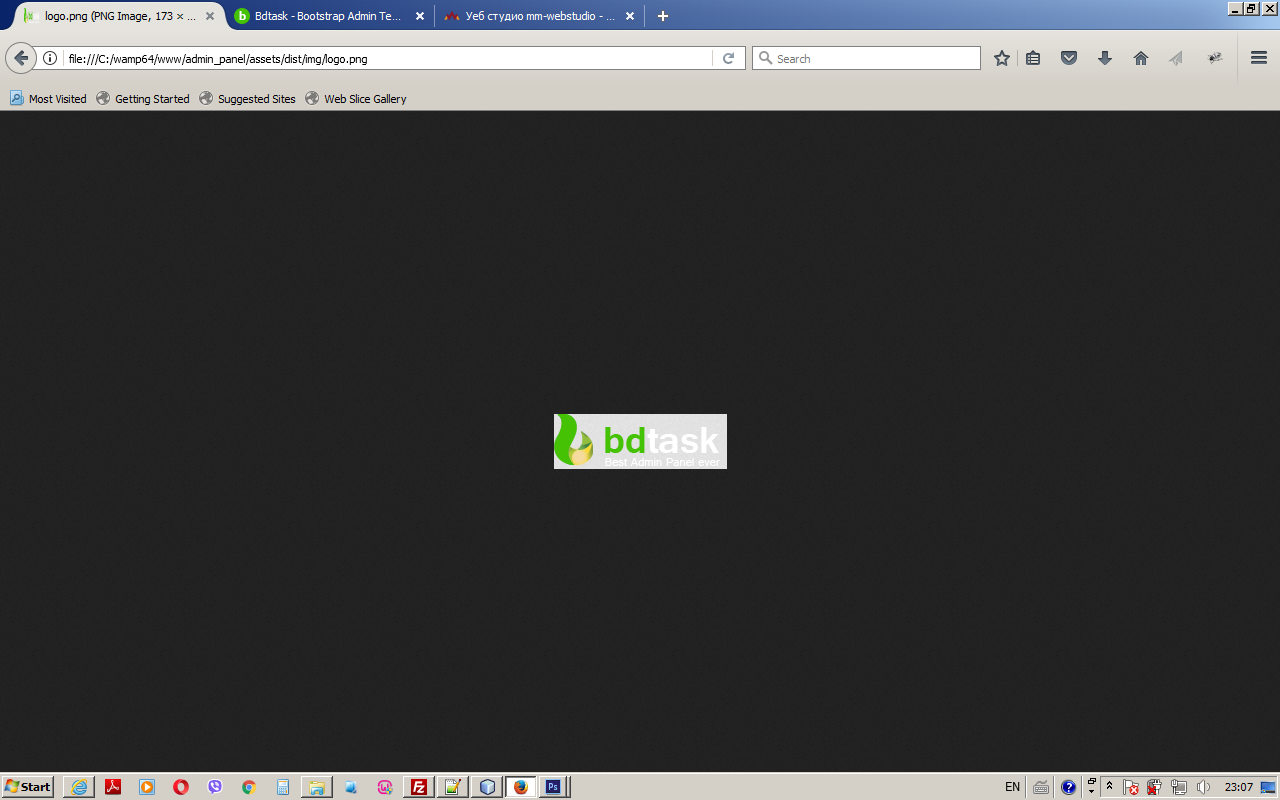 logo.png (PNG Image, 173 × ...
Bdtask - Bootstrap Admin Te...
Уеб студио mm-webstudio - ...
file:///C:/wamp64/www/admin_panel/assets/dist/img/logo.png
Search
Most Visited
Getting Started
Suggested Sites
Web Slice Gallery
bdtask
Best Admin Panel ever
Start
EN
23:07